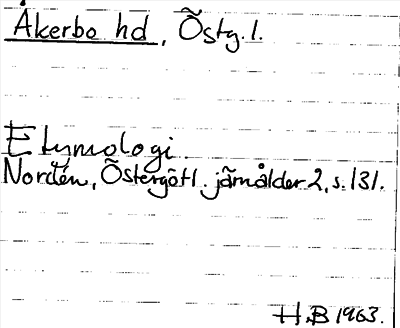 Åkerbo hd, Östg. l.
Etymologi
Nordén, Östergötl. järnålder 2, s. 131.
H.B 1963.